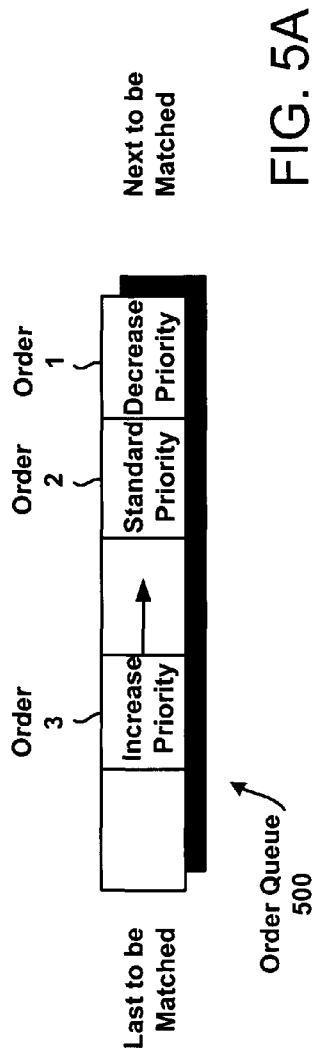 Order
3
Order
2
Order
1
Last to be
Matched
Increase
Priority
Standard
Priority
Decrease
Priority
Next to be
Matched
Order Queue
500
FIG. 5A